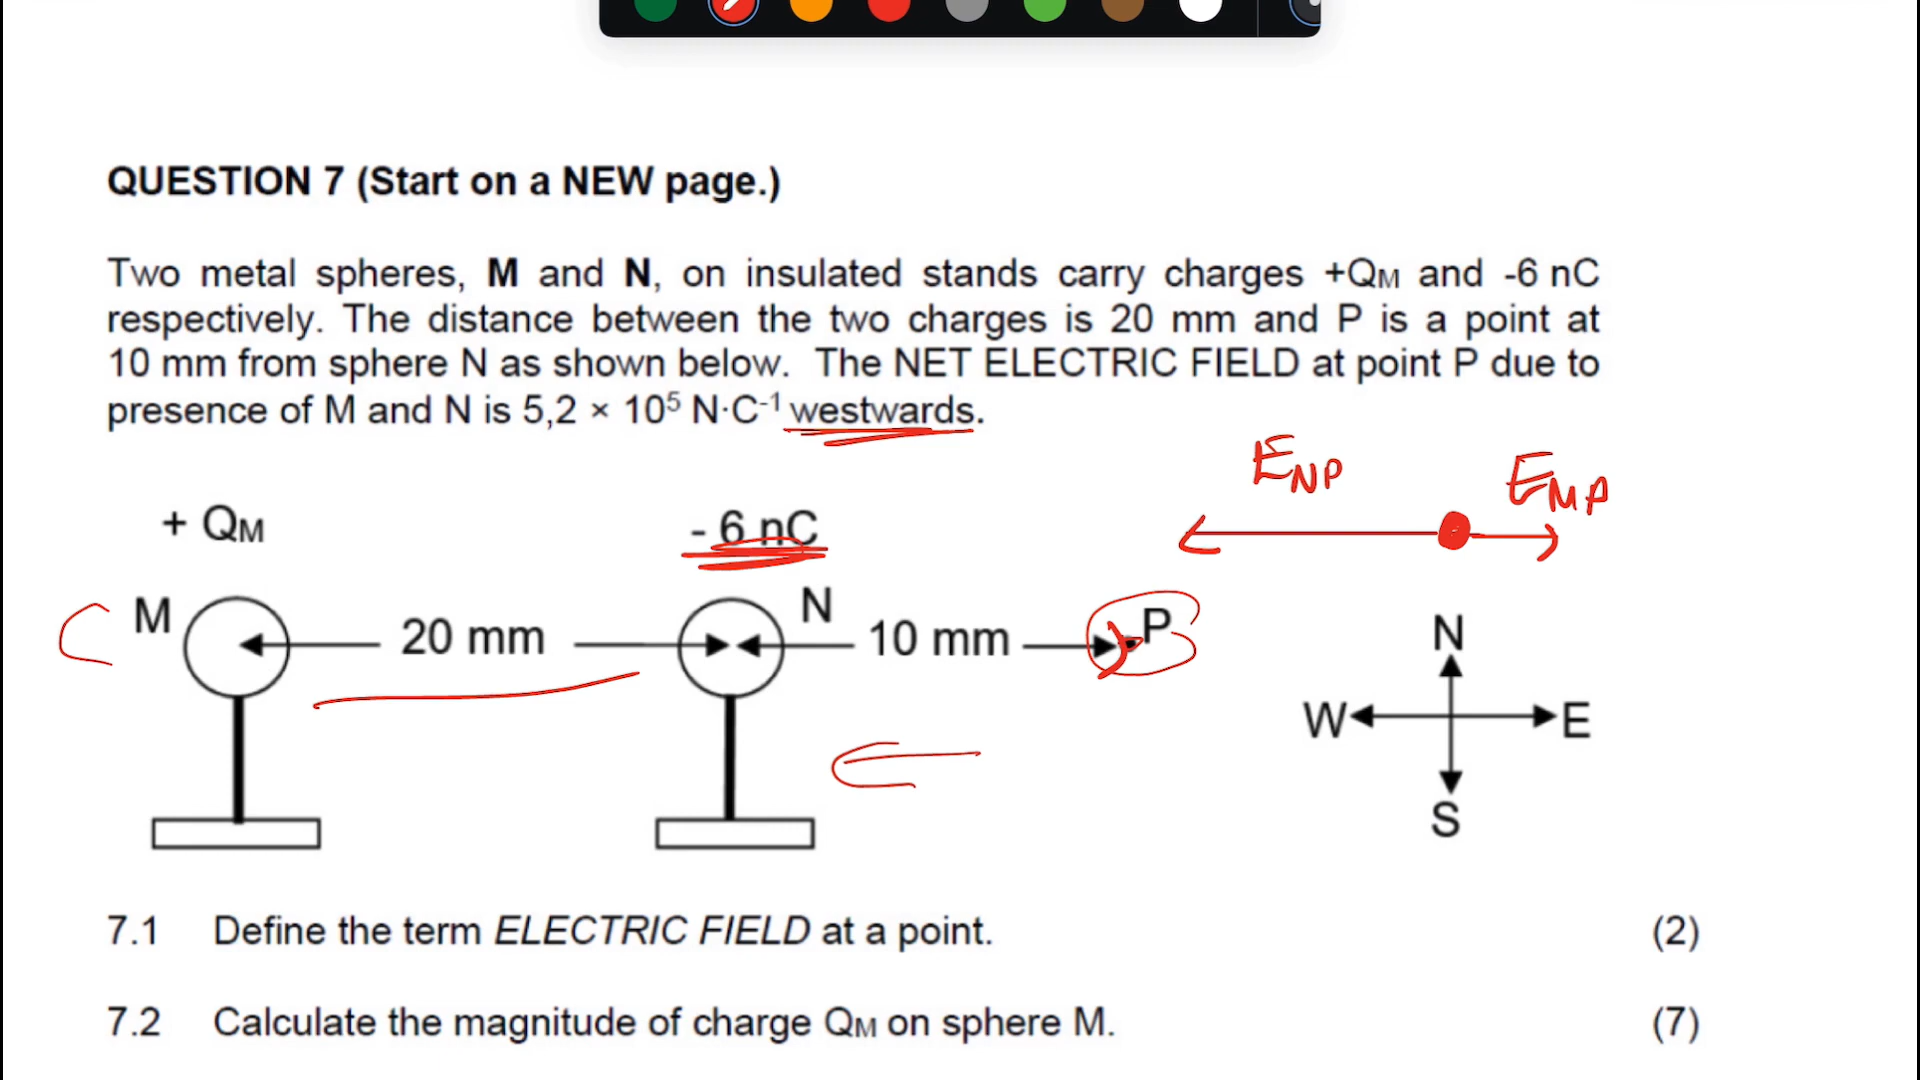 QUESTION 7 (Start on a NEW page.)
Two metal spheres, M and N, on insulated stands carry charges +QM and -6 nC
respectively. The distance between the two charges is 20 mm and P is a point at
10 mm from sphere N as shown below. The NET ELECTRIC FIELD at point P due to
presence of M and N is 5,2 × 10⁵ N·C⁻¹ westwards.
ENP
EMP
+ QM
- 6 nC
M
20 mm
N
10 mm
P
N
W
E
S
7.1 Define the term ELECTRIC FIELD at a point. (2)
7.2 Calculate the magnitude of charge QM on sphere M. (7)